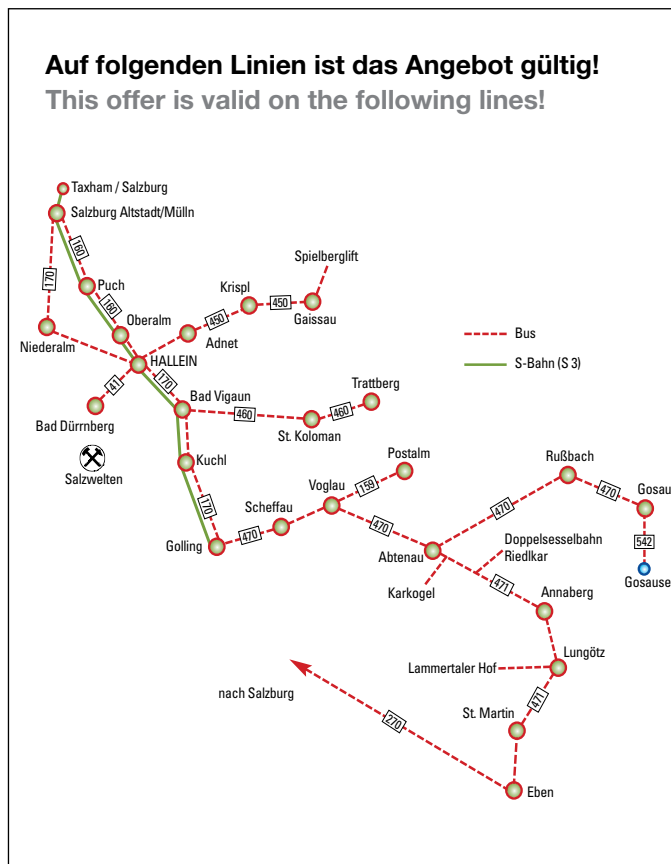 Auf folgenden Linien ist das Angebot gültig!
This offer is valid on the following lines!
Taxham / Salzburg
Salzburg Altstadt/Mülln
160
170
Puch
160
Oberalm
Niederalm
HALLEIN
Spielberglift
Krispl
450
Gaissau
450
Adnet
Bus
S-Bahn (S 3)
41
170
Bad Vigaun
Bad Dürrnberg
Salzwelten
460
Trattberg
460
St. Koloman
Kuchl
170
Golling
470
Scheffau
Voglau
159
Postalm
470
Abtenau
470
Rußbach
470
Gosau
542
Gosause
Doppelsesselbahn
Riedlkar
Karkogel
471
Annaberg
Lungötz
Lammertaler Hof
471
St. Martin
nach Salzburg
270
Eben